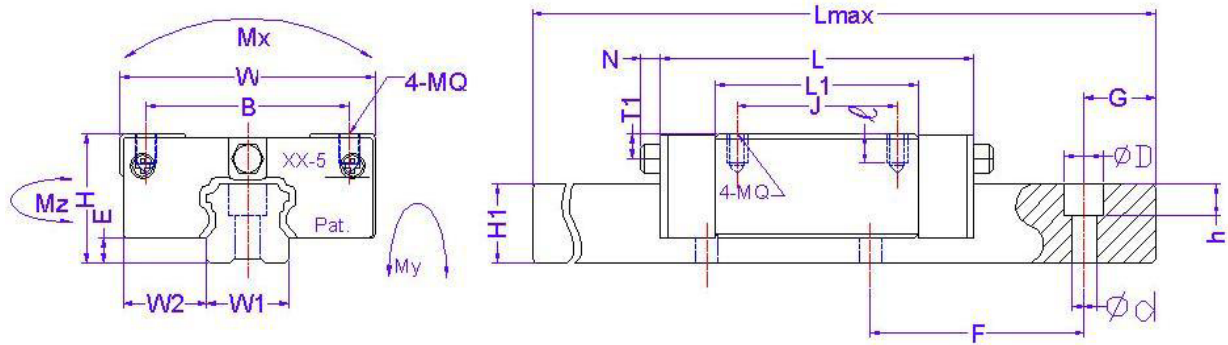 Mx
W
4-MQ
B
XX-5
Mz
H
E
Pat.
My
W2
W1
Lmax
N
L
L1
J
G
T1
ℓ
ØD
4-MQ
H1
h
Ød
F